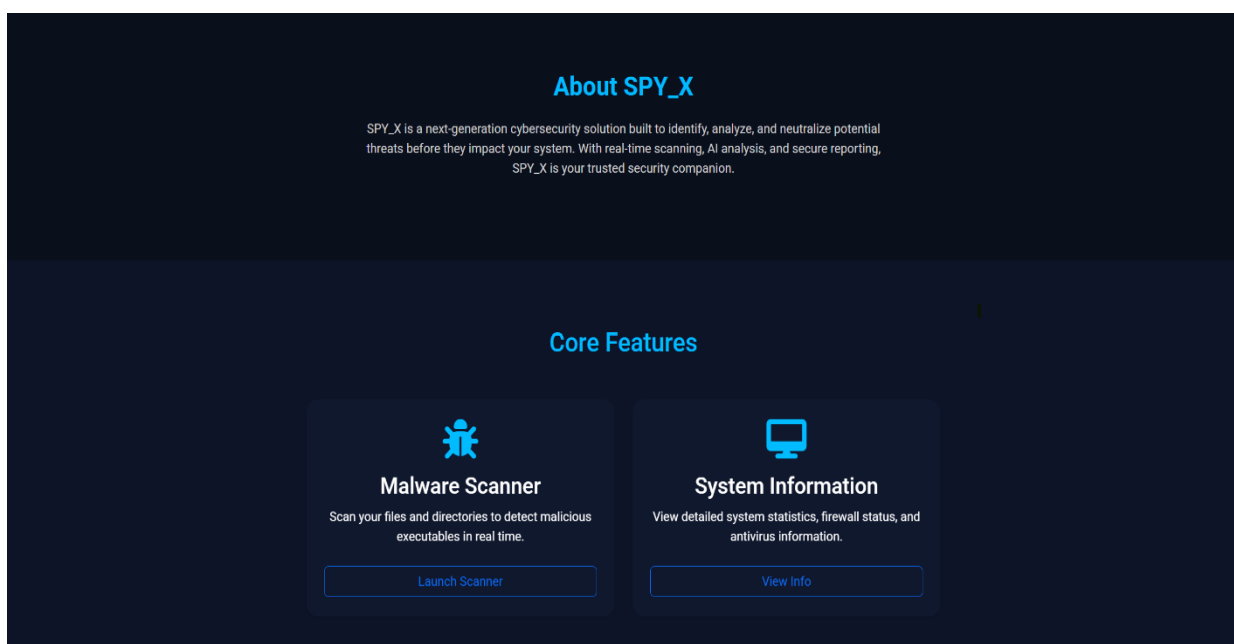 About SPY_X
SPY_X is a next-generation cybersecurity solution built to identify, analyze, and neutralize potential
threats before they impact your system. With real-time scanning, AI analysis, and secure reporting,
SPY_X is your trusted security companion.
Core Features
Malware Scanner
Scan your files and directories to detect malicious
executables in real time.
Launch Scanner
System Information
View detailed system statistics, firewall status, and
antivirus information.
View Info